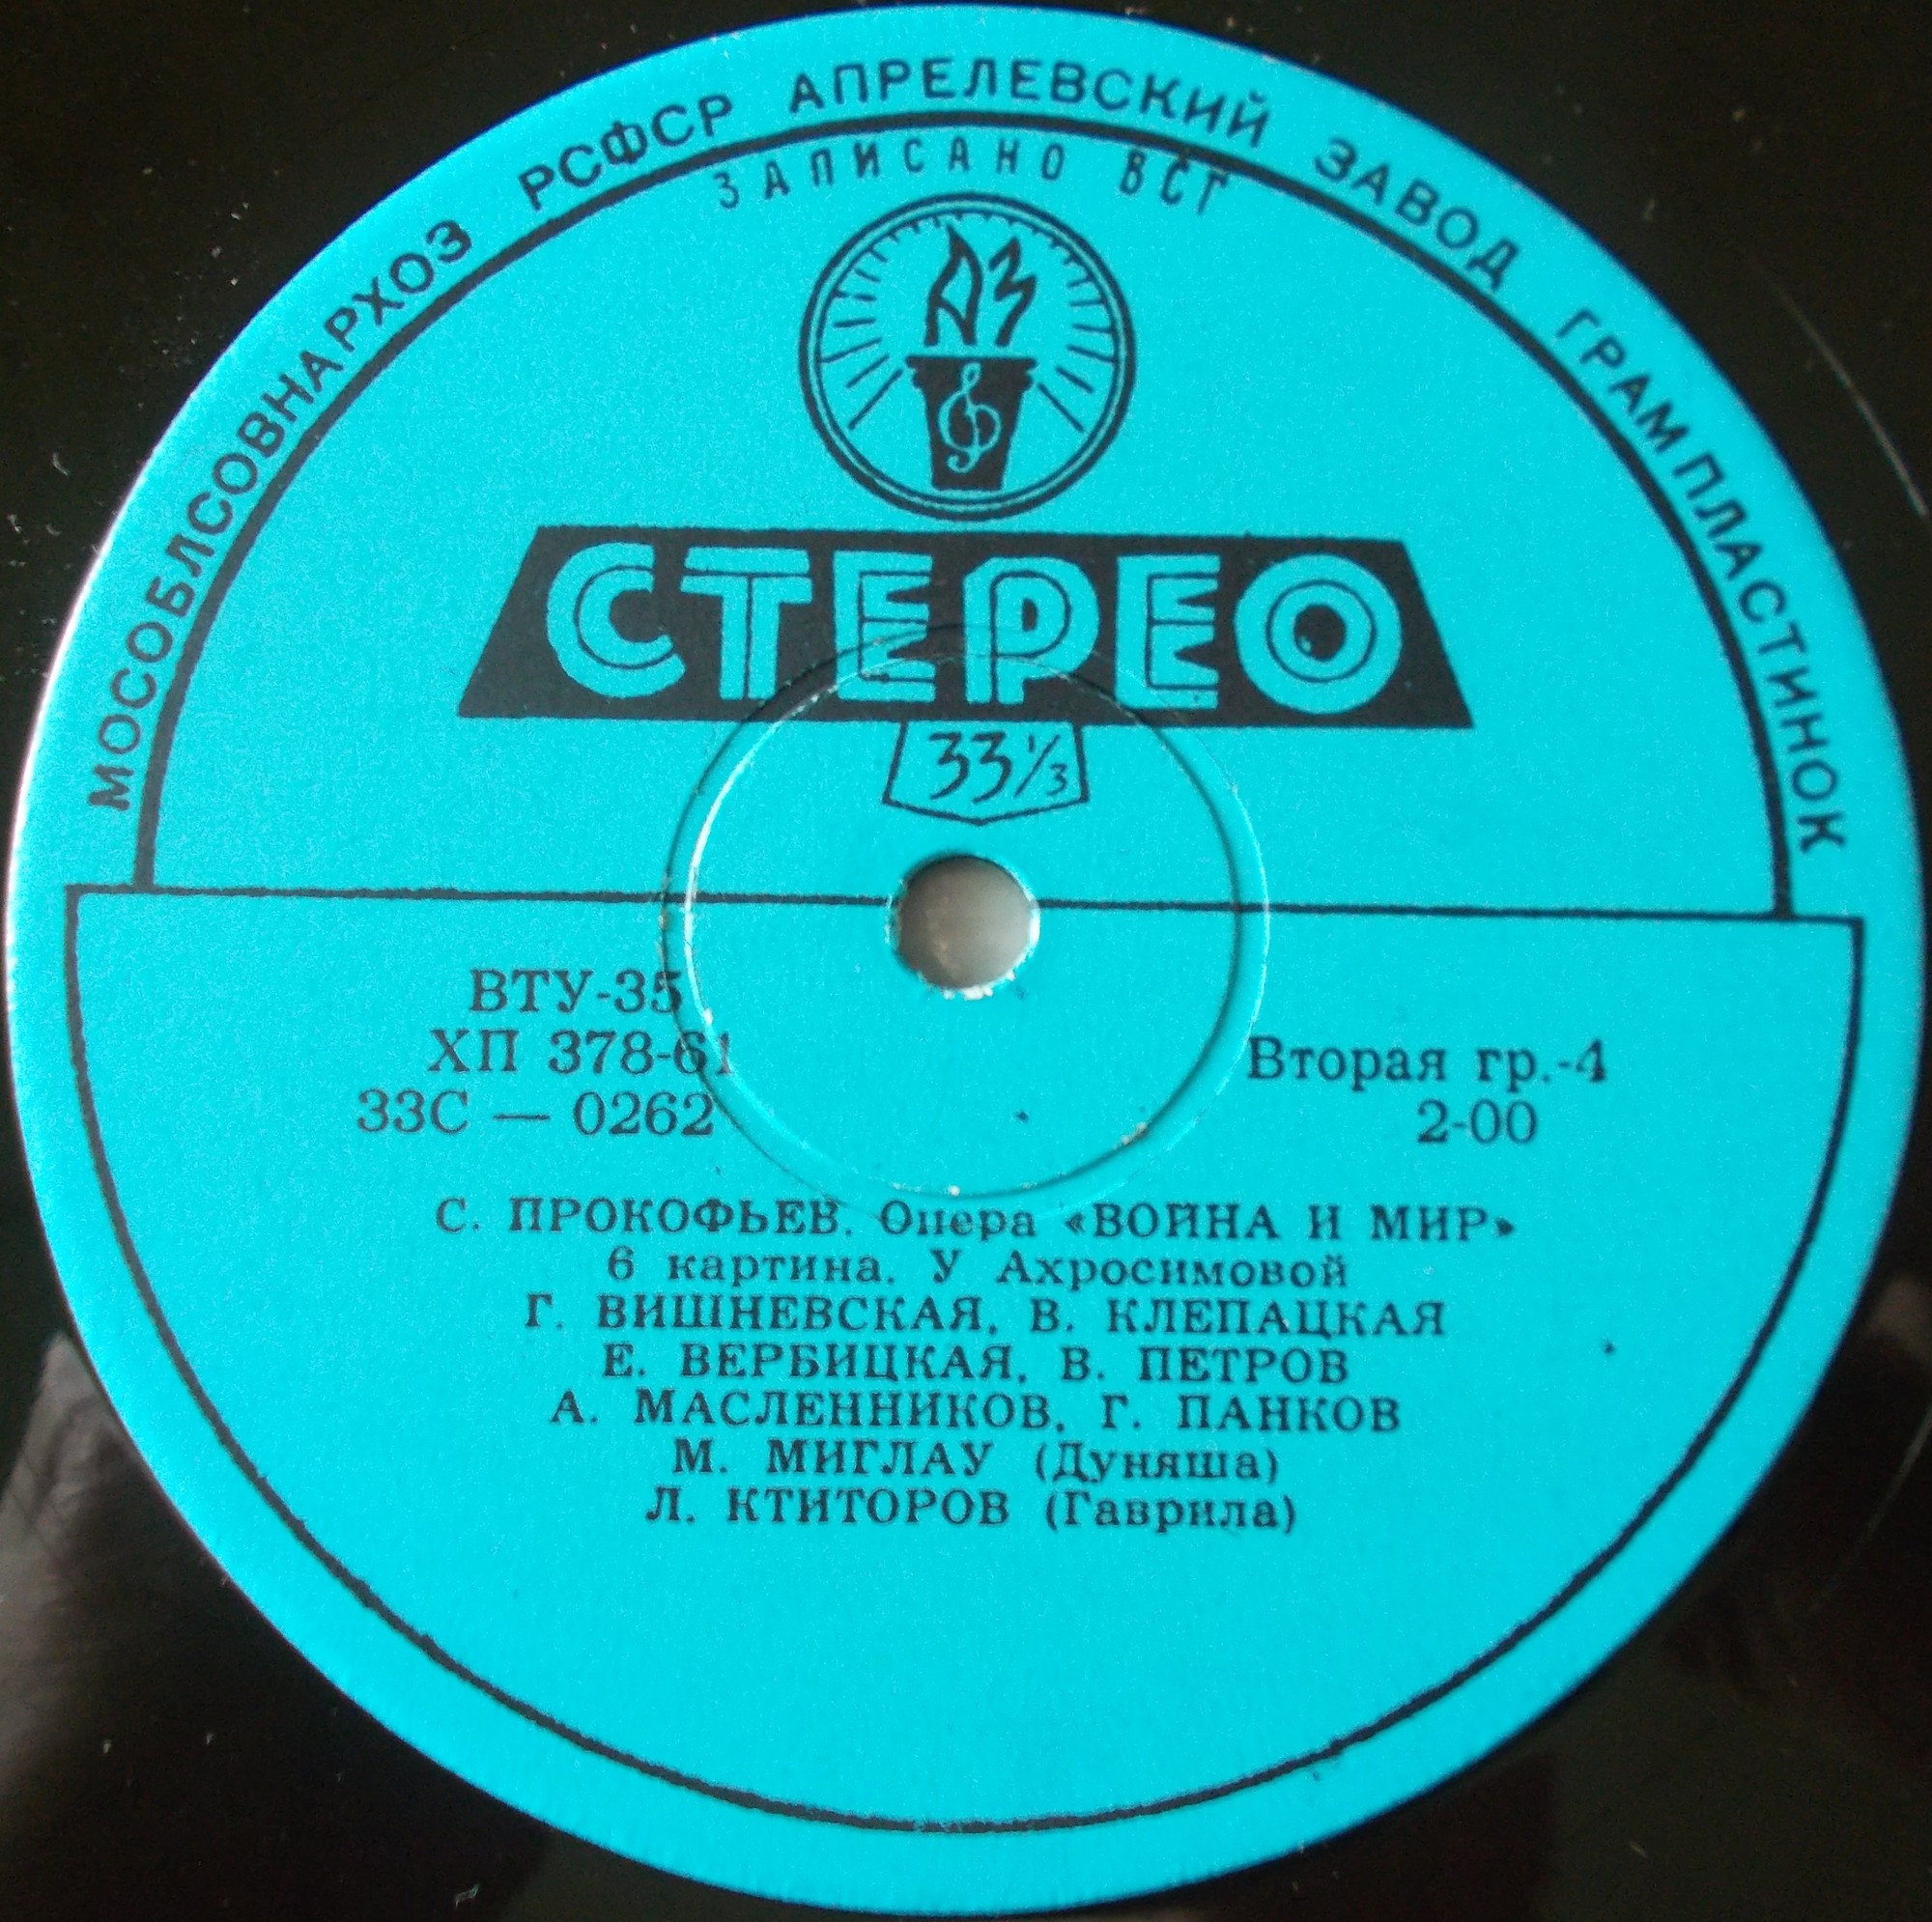 МОСОБЛСОВНАРХОЗ РСФСР АПРЕЛЕВСКИЙ ЗАВОД ГРАМПЛАСТИНОК
ЗАПИСАНО ВСГ
АЗ
СТЕРЕО
33⅓
ВТУ-35
ХП 378-61
33С — 0262
Вторая гр.-4
2-00
С. ПРОКОФЬЕВ. Опера «ВОЙНА И МИР»
6 картина. У Ахросимовой
Г. ВИШНЕВСКАЯ, В. КЛЕПАЦКАЯ
Е. ВЕРБИЦКАЯ, В. ПЕТРОВ
А. МАСЛЕННИКОВ, Г. ПАНКОВ
М. МИГЛАУ (Дуняша)
Л. КТИТОРОВ (Гаврила)